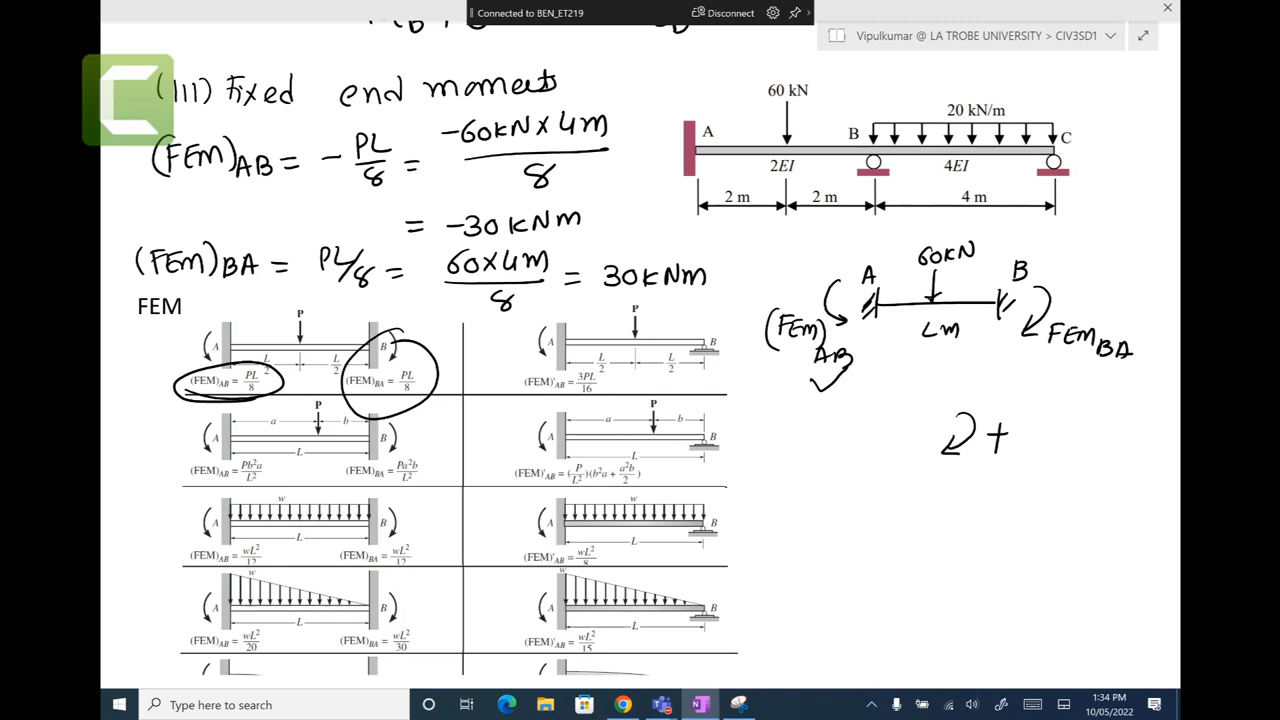 Connected to BEN_ET219
Disconnect
Vipulkumar @ LA TROBE UNIVERSITY > CIV3SD1
(III) Fixed end moments
(FEM)AB = - PL/8 = -60kN x 4m / 8
= -30 kNm
(FEM)BA = PL/8 = 60 x 4m / 8 = 30 kNm
60 kN
20 kN/m
A
B
C
2EI
4EI
2 m
2 m
4 m
60kN
A
B
(FEM)AB
Lm
FEMBA
+
FEM
P
A
B
L/2
L/2
(FEM)AB = PL/8
(FEM)BA = PL/8
P
A
B
L/2
L/2
(FEM)'AB = 3PL/16
P
a
b
A
B
L
(FEM)AB = Pb²a/L²
(FEM)BA = Pa²b/L²
P
a
b
A
B
L
(FEM)'AB = (P/L²)(b²a + a²b/2)
w
A
B
L
(FEM)AB = wL²/12
(FEM)BA = wL²/12
w
A
B
L
(FEM)'AB = wL²/8
w
A
B
L
(FEM)AB = wL²/20
(FEM)BA = wL²/30
w
A
B
L
(FEM)'AB = wL²/15
Type here to search
1:34 PM
10/05/2022